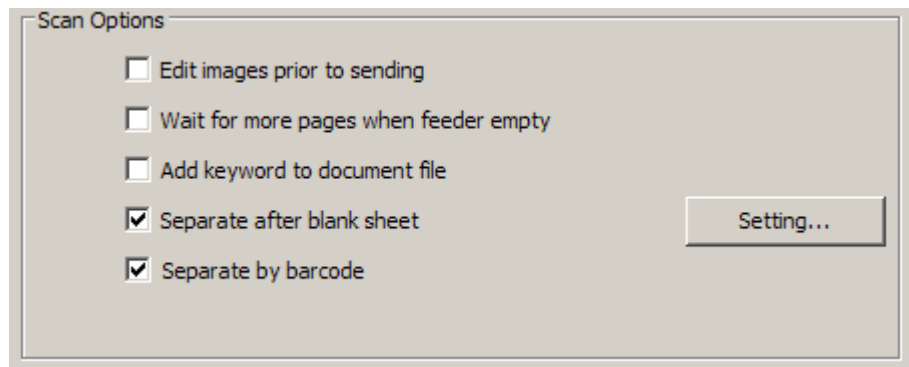 Scan Options
Edit images prior to sending
Wait for more pages when feeder empty
Add keyword to document file
Separate after blank sheet
Setting...
Separate by barcode